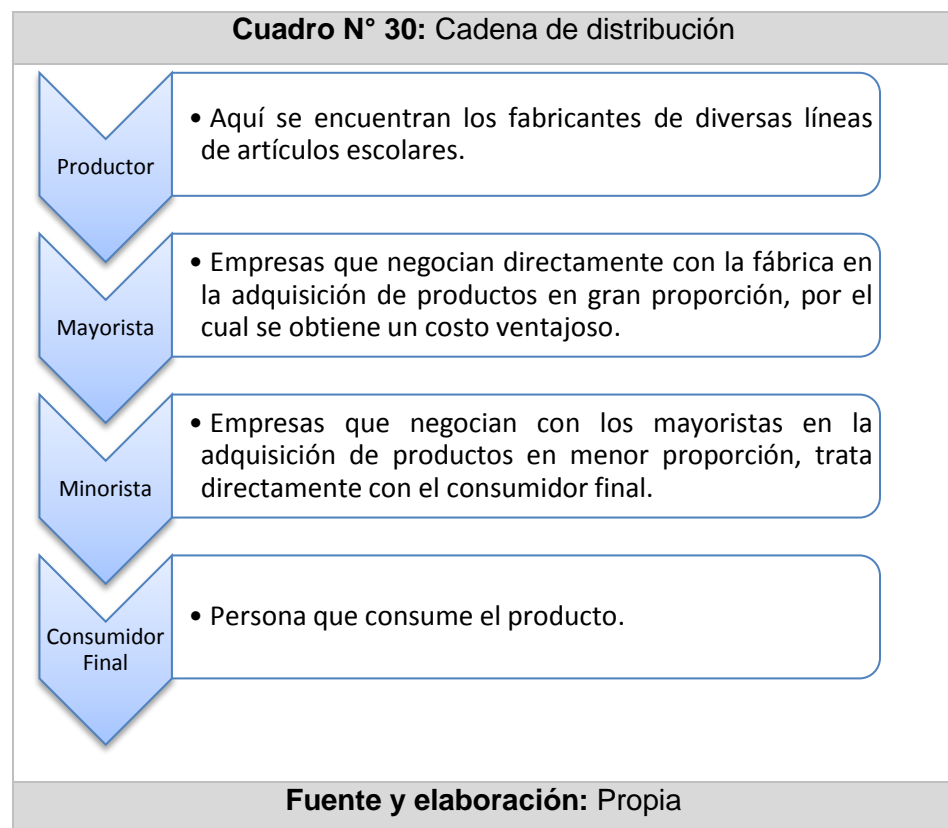 Cuadro N° 30: Cadena de distribución
Productor
• Aquí se encuentran los fabricantes de diversas líneas
de artículos escolares.
Mayorista
• Empresas que negocian directamente con la fábrica en
la adquisición de productos en gran proporción, por el
cual se obtiene un costo ventajoso.
Minorista
• Empresas que negocian con los mayoristas en la
adquisición de productos en menor proporción, trata
directamente con el consumidor final.
Consumidor
Final
• Persona que consume el producto.
Fuente y elaboración: Propia